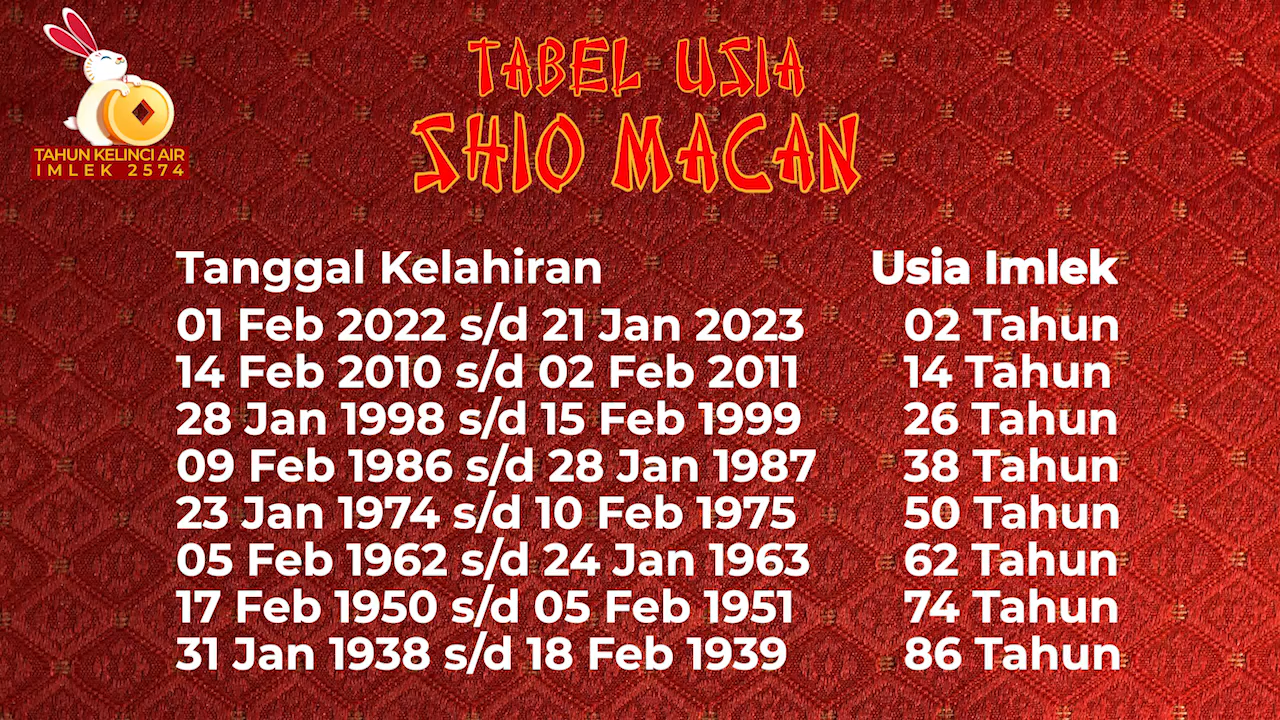 TAHUN KELINCI AIR
IMLEK 2574
TABEL USIA
SHIO MACAN
Tanggal Kelahiran Usia Imlek
01 Feb 2022 s/d 21 Jan 2023 02 Tahun
14 Feb 2010 s/d 02 Feb 2011 14 Tahun
28 Jan 1998 s/d 15 Feb 1999 26 Tahun
09 Feb 1986 s/d 28 Jan 1987 38 Tahun
23 Jan 1974 s/d 10 Feb 1975 50 Tahun
05 Feb 1962 s/d 24 Jan 1963 62 Tahun
17 Feb 1950 s/d 05 Feb 1951 74 Tahun
31 Jan 1938 s/d 18 Feb 1939 86 Tahun